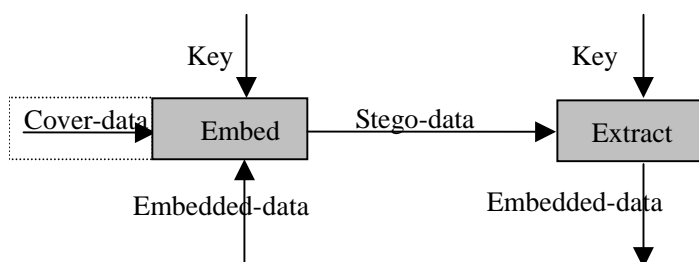 Key
Key
Cover-data
Embed
Stego-data
Extract
Embedded-data
Embedded-data